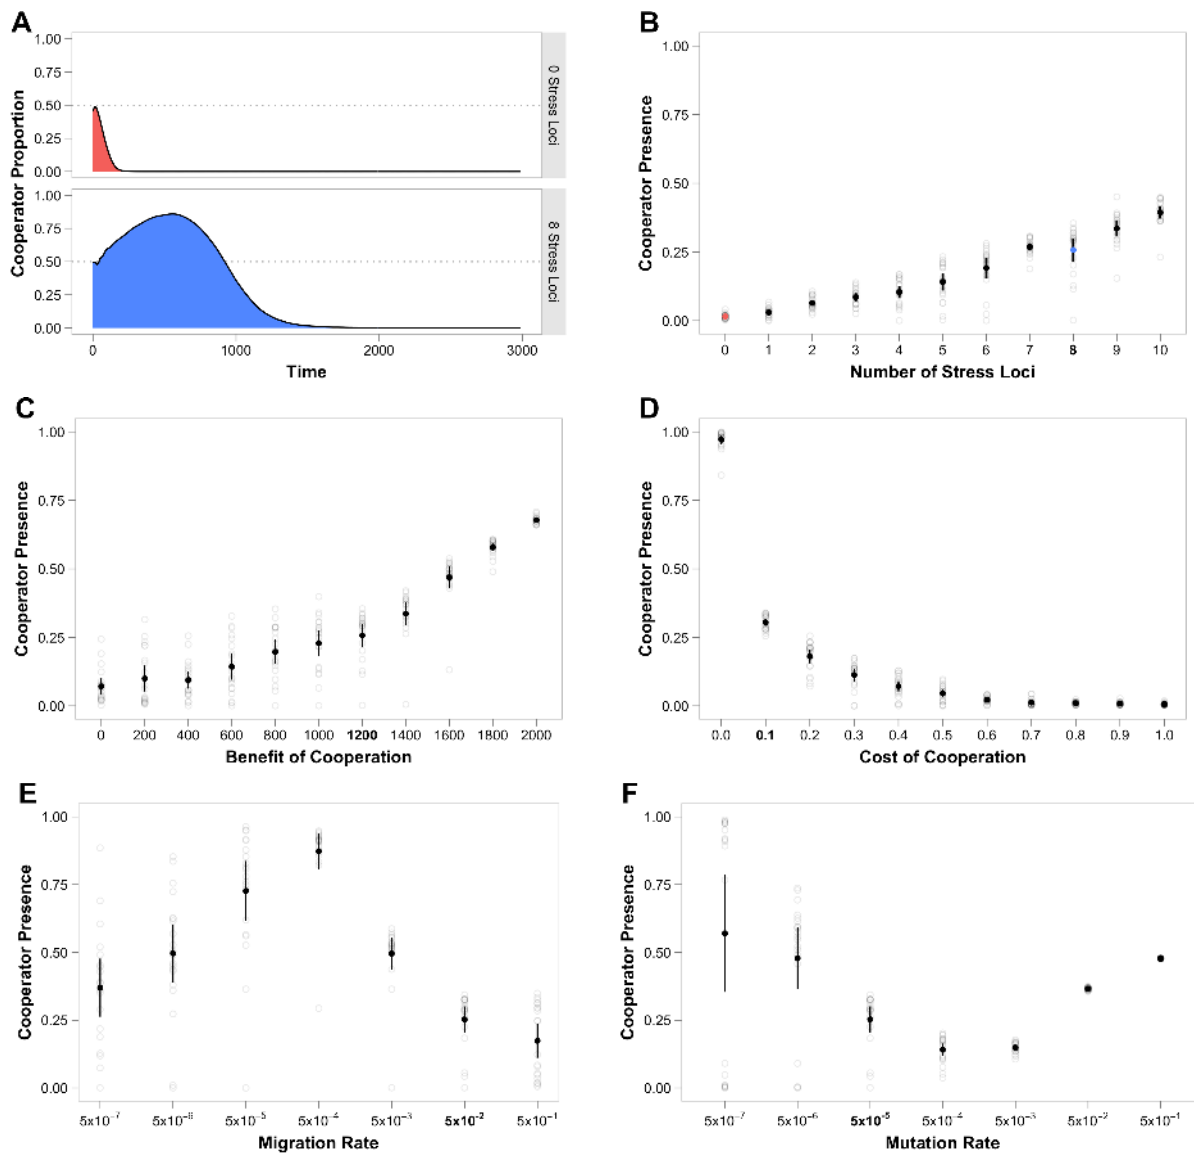 A
1.00
0.75
0.50
0.25
0.00
0 Stress Loci
1.00
0.75
0.50
0.25
0.00
8 Stress Loci
Cooperator Proportion
0 1000 2000 3000
Time
B
1.00
0.75
0.50
0.25
0.00
Cooperator Presence
0 1 2 3 4 5 6 7 8 9 10
Number of Stress Loci
C
1.00
0.75
0.50
0.25
0.00
Cooperator Presence
0 200 400 600 800 1000 1200 1400 1600 1800 2000
Benefit of Cooperation
D
1.00
0.75
0.50
0.25
0.00
Cooperator Presence
0.0 0.1 0.2 0.3 0.4 0.5 0.6 0.7 0.8 0.9 1.0
Cost of Cooperation
E
1.00
0.75
0.50
0.25
0.00
Cooperator Presence
5x10⁻⁷ 5x10⁻⁶ 5x10⁻⁵ 5x10⁻⁴ 5x10⁻³ 5x10⁻² 5x10⁻¹
Migration Rate
F
1.00
0.75
0.50
0.25
0.00
Cooperator Presence
5x10⁻⁷ 5x10⁻⁶ 5x10⁻⁵ 5x10⁻⁴ 5x10⁻³ 5x10⁻² 5x10⁻¹
Mutation Rate